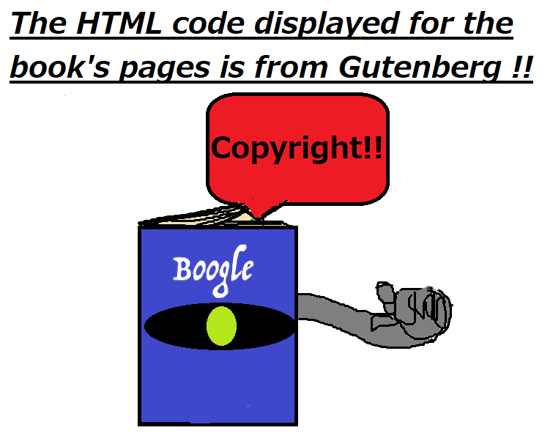 The HTML code displayed for the
book's pages is from Gutenberg !!
Copyright!!
Boogle